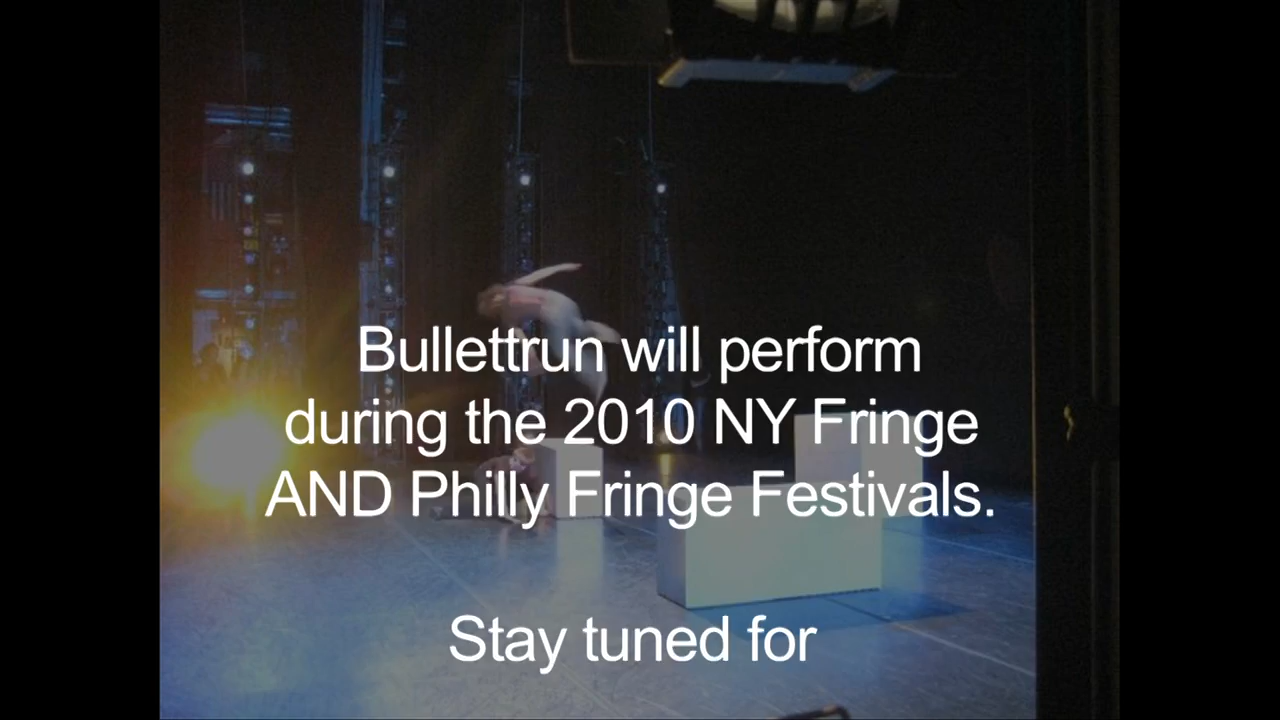 Bullettrun will perform
during the 2010 NY Fringe
AND Philly Fringe Festivals.
Stay tuned for